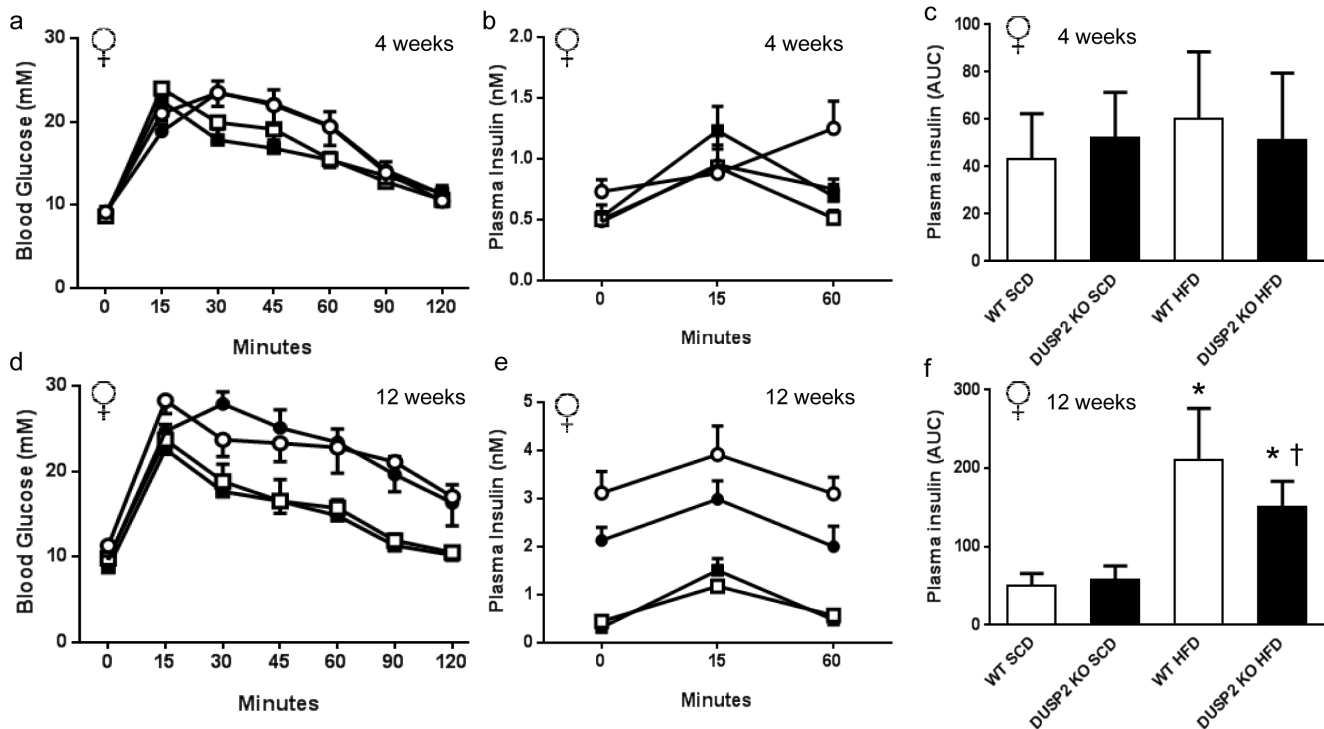 a
♀
4 weeks
Blood Glucose (mM)
30
20
10
0
0 15 30 45 60 90 120
Minutes
b
♀
4 weeks
Plasma Insulin (nM)
2.0
1.5
1.0
0.5
0.0
0 15 60
Minutes
c
♀
4 weeks
Plasma insulin (AUC)
100
80
60
40
20
0
WT SCD
DUSP2 KO SCD
WT HFD
DUSP2 KO HFD
d
♀
12 weeks
Blood Glucose (mM)
30
20
10
0
0 15 30 45 60 90 120
Minutes
e
♀
12 weeks
Plasma Insulin (nM)
5
4
3
2
1
0
0 15 60
Minutes
f
♀
12 weeks
Plasma insulin (AUC)
300
200
100
0
*
* †
WT SCD
DUSP2 KO SCD
WT HFD
DUSP2 KO HFD